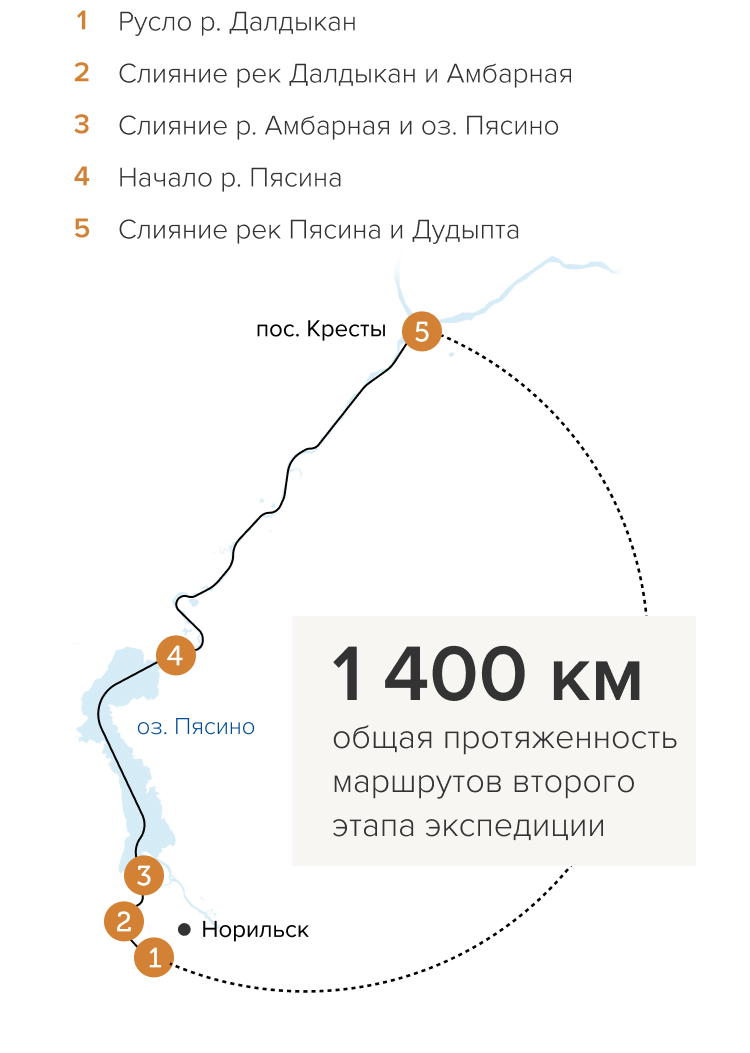 1 Русло р. Далдыкан
2 Слияние рек Далдыкан и Амбарная
3 Слияние р. Амбарная и оз. Пясино
4 Начало р. Пясина
5 Слияние рек Пясина и Дудыпта
пос. Кресты
5
4
1 400 км
общая протяженность
маршрутов второго
этапа экспедиции
оз. Пясино
3
2
Норильск
1